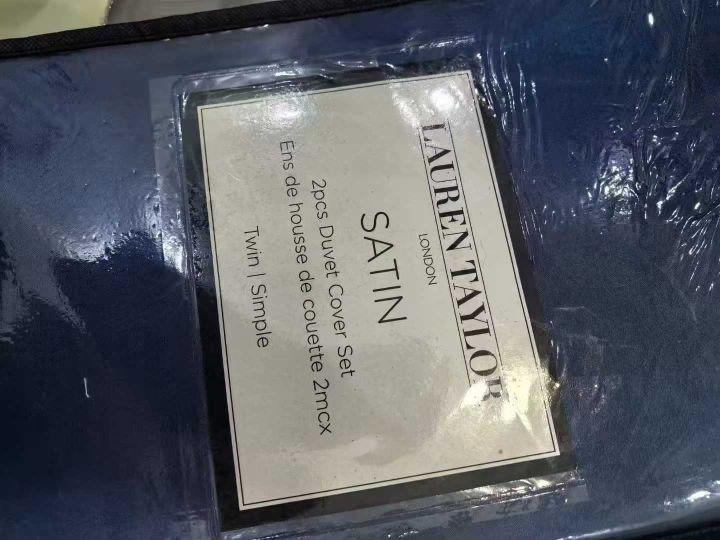 LAUREN TAYLOR
LONDON
SATIN
2pcs Duvet Cover Set
Ens de housse de couette 2mcx
Twin | Simple